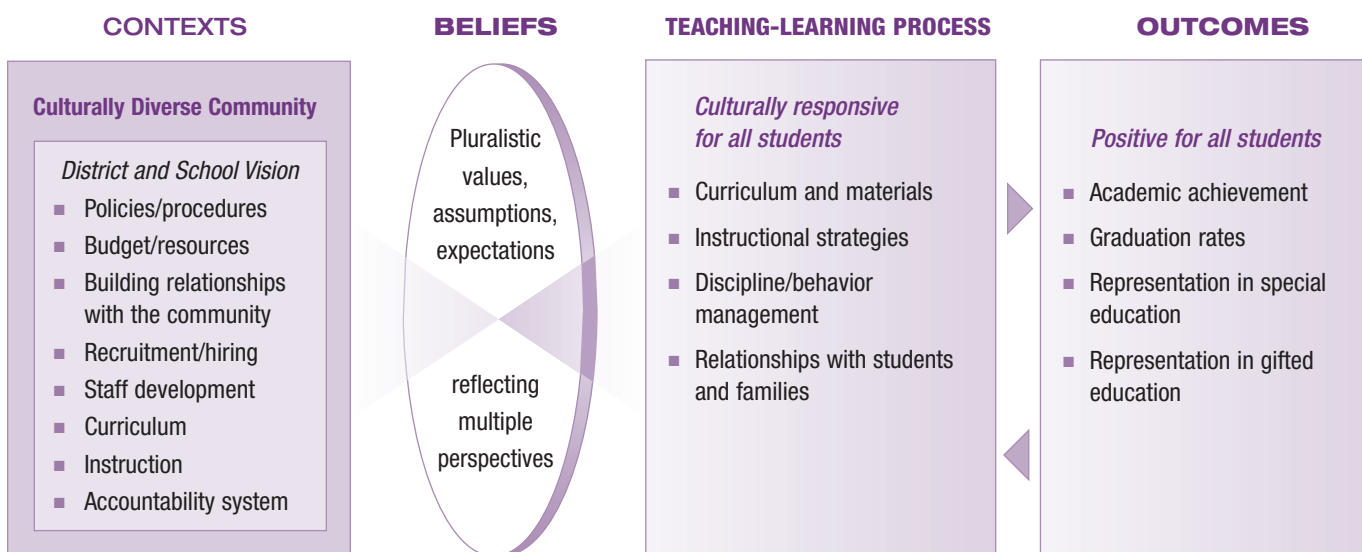 CONTEXTS
Culturally Diverse Community
District and School Vision
■ Policies/procedures
■ Budget/resources
■ Building relationships
with the community
■ Recruitment/hiring
■ Staff development
■ Curriculum
■ Instruction
■ Accountability system
BELIEFS
Pluralistic
values,
assumptions,
expectations
reflecting
multiple
perspectives
TEACHING-LEARNING PROCESS
Culturally responsive
for all students
■ Curriculum and materials
■ Instructional strategies
■ Discipline/behavior
management
■ Relationships with students
and families
OUTCOMES
Positive for all students
■ Academic achievement
■ Graduation rates
■ Representation in special
education
■ Representation in gifted
education